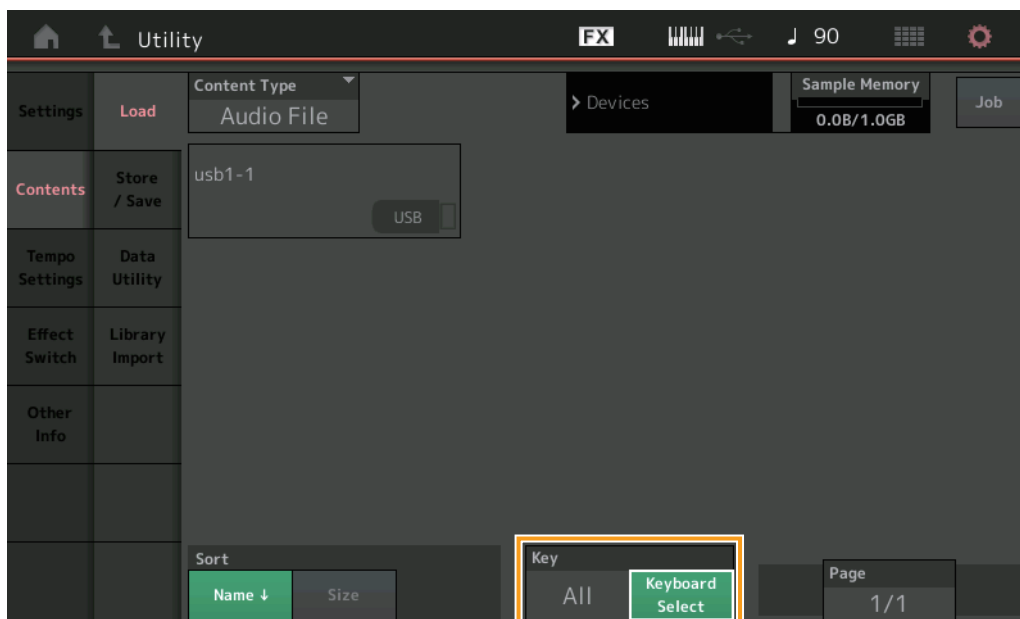 Utility
FX
♩ 90
Settings
Load
Content Type
Audio File
> Devices
Sample Memory
0.0B/1.0GB
Job
Contents
Store
/ Save
usb1-1
USB
Tempo
Settings
Data
Utility
Effect
Switch
Library
Import
Other
Info
Sort
Name ↓
Size
Key
All
Keyboard
Select
Page
1/1